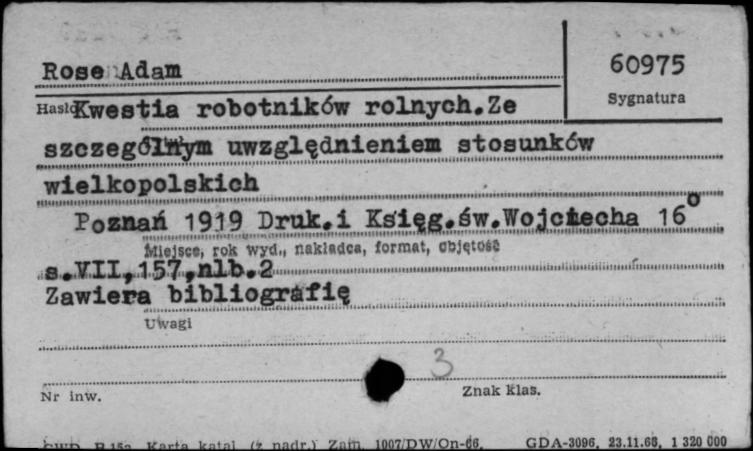 Rose Adam
60975
Sygnatura
Hasło Kwestia robotników rolnych.Ze
szczególnym uwzględnieniem stosunków
wielkopolskich
Poznań 1919 Druk.i Księg.św.Wojciecha 16°
Miejsce, rok wyd., nakładca, format, objętość
s.VII,157,nlb.2
Zawiera bibliografię
Uwagi
3
Nr inw.
Znak klas.
Karta katal. (z nadr.) Zam. 1007/DW/On-66. GDA-3096, 23.11.66, 1 320 000